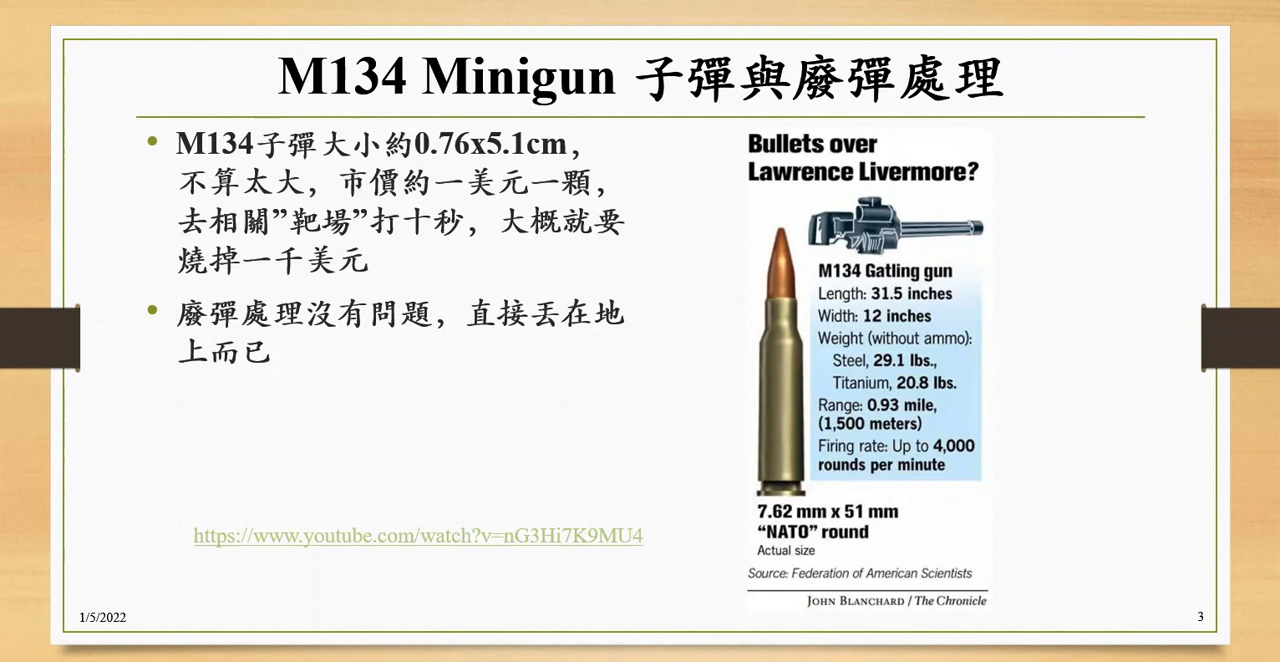 M134 Minigun 子彈與廢彈處理
• M134子彈大小約0.76x5.1cm，
不算太大，市價約一美元一顆，
去相關”靶場”打十秒，大概就要
燒掉一千美元
• 廢彈處理沒有問題，直接丟在地
上而已
https://www.youtube.com/watch?v=nG3Hi7K9MU4
Bullets over
Lawrence Livermore?
M134 Gatling gun
Length: 31.5 inches
Width: 12 inches
Weight (without ammo):
Steel, 29.1 lbs.,
Titanium, 20.8 lbs.
Range: 0.93 mile,
(1,500 meters)
Firing rate: Up to 4,000
rounds per minute
7.62 mm x 51 mm
“NATO” round
Actual size
Source: Federation of American Scientists
JOHN BLANCHARD / The Chronicle
1/5/2022
3